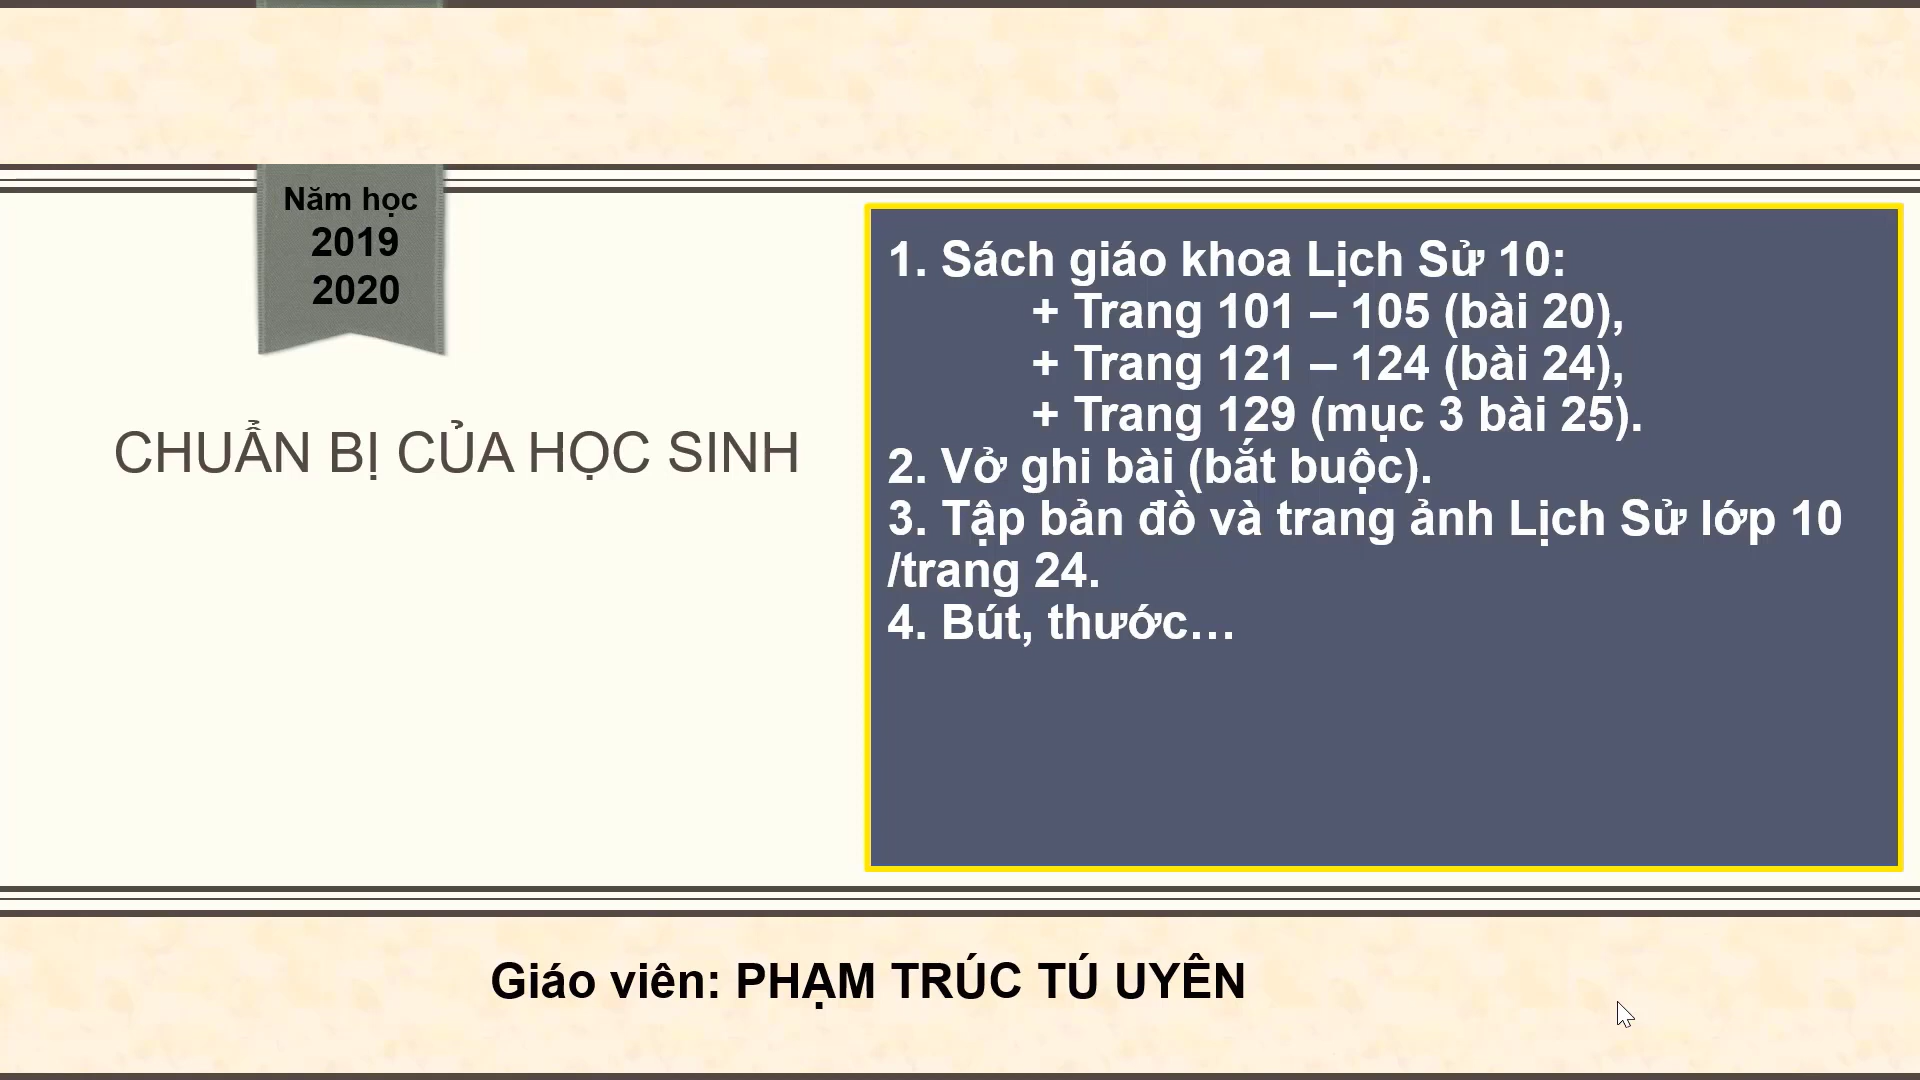 Năm học
2019
2020
CHUẨN BỊ CỦA HỌC SINH
1. Sách giáo khoa Lịch Sử 10:
+ Trang 101 – 105 (bài 20),
+ Trang 121 – 124 (bài 24),
+ Trang 129 (mục 3 bài 25).
2. Vở ghi bài (bắt buộc).
3. Tập bản đồ và trang ảnh Lịch Sử lớp 10
/trang 24.
4. Bút, thước…
Giáo viên: PHẠM TRÚC TÚ UYÊN